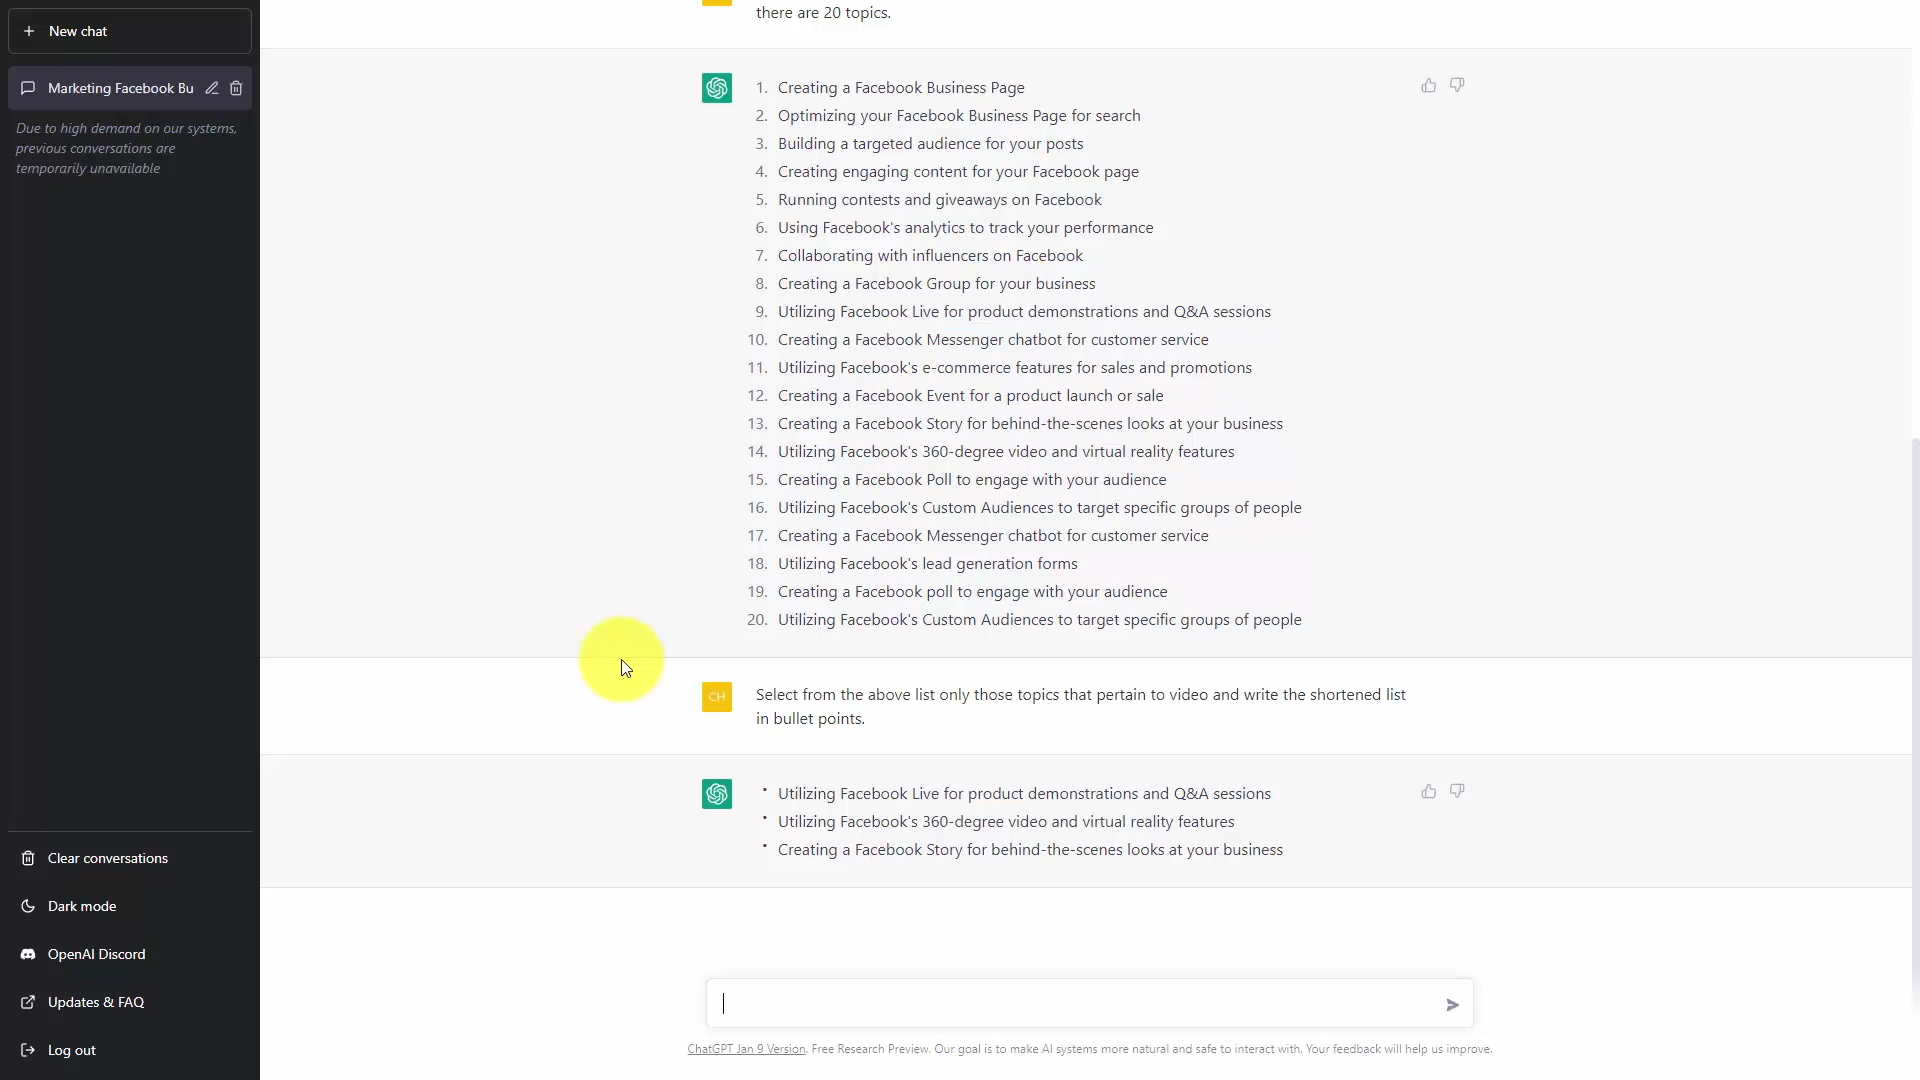 New chat
Marketing Facebook Bu
Due to high demand on our systems,
previous conversations are
temporarily unavailable
Clear conversations
Dark mode
OpenAI Discord
Updates & FAQ
Log out
there are 20 topics.
1. Creating a Facebook Business Page
2. Optimizing your Facebook Business Page for search
3. Building a targeted audience for your posts
4. Creating engaging content for your Facebook page
5. Running contests and giveaways on Facebook
6. Using Facebook's analytics to track your performance
7. Collaborating with influencers on Facebook
8. Creating a Facebook Group for your business
9. Utilizing Facebook Live for product demonstrations and Q&A sessions
10. Creating a Facebook Messenger chatbot for customer service
11. Utilizing Facebook's e-commerce features for sales and promotions
12. Creating a Facebook Event for a product launch or sale
13. Creating a Facebook Story for behind-the-scenes looks at your business
14. Utilizing Facebook's 360-degree video and virtual reality features
15. Creating a Facebook Poll to engage with your audience
16. Utilizing Facebook's Custom Audiences to target specific groups of people
17. Creating a Facebook Messenger chatbot for customer service
18. Utilizing Facebook's lead generation forms
19. Creating a Facebook poll to engage with your audience
20. Utilizing Facebook's Custom Audiences to target specific groups of people
CH
Select from the above list only those topics that pertain to video and write the shortened list
in bullet points.
• Utilizing Facebook Live for product demonstrations and Q&A sessions
• Utilizing Facebook's 360-degree video and virtual reality features
• Creating a Facebook Story for behind-the-scenes looks at your business
ChatGPT Jan 9 Version. Free Research Preview. Our goal is to make AI systems more natural and safe to interact with. Your feedback will help us improve.